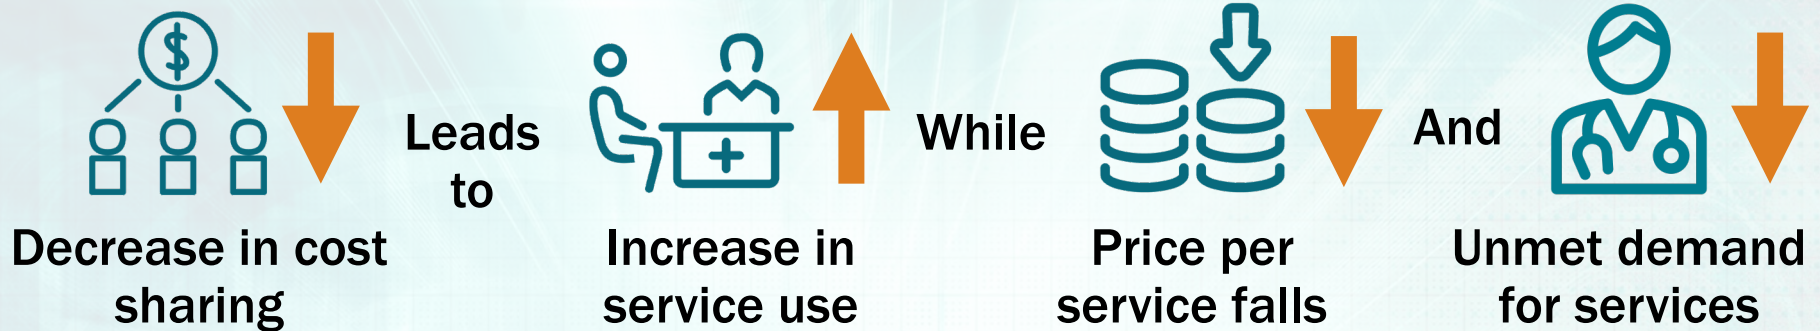 Decrease in cost
sharing
Leads
to
Increase in
service use
While
Price per
service falls
And
Unmet demand
for services